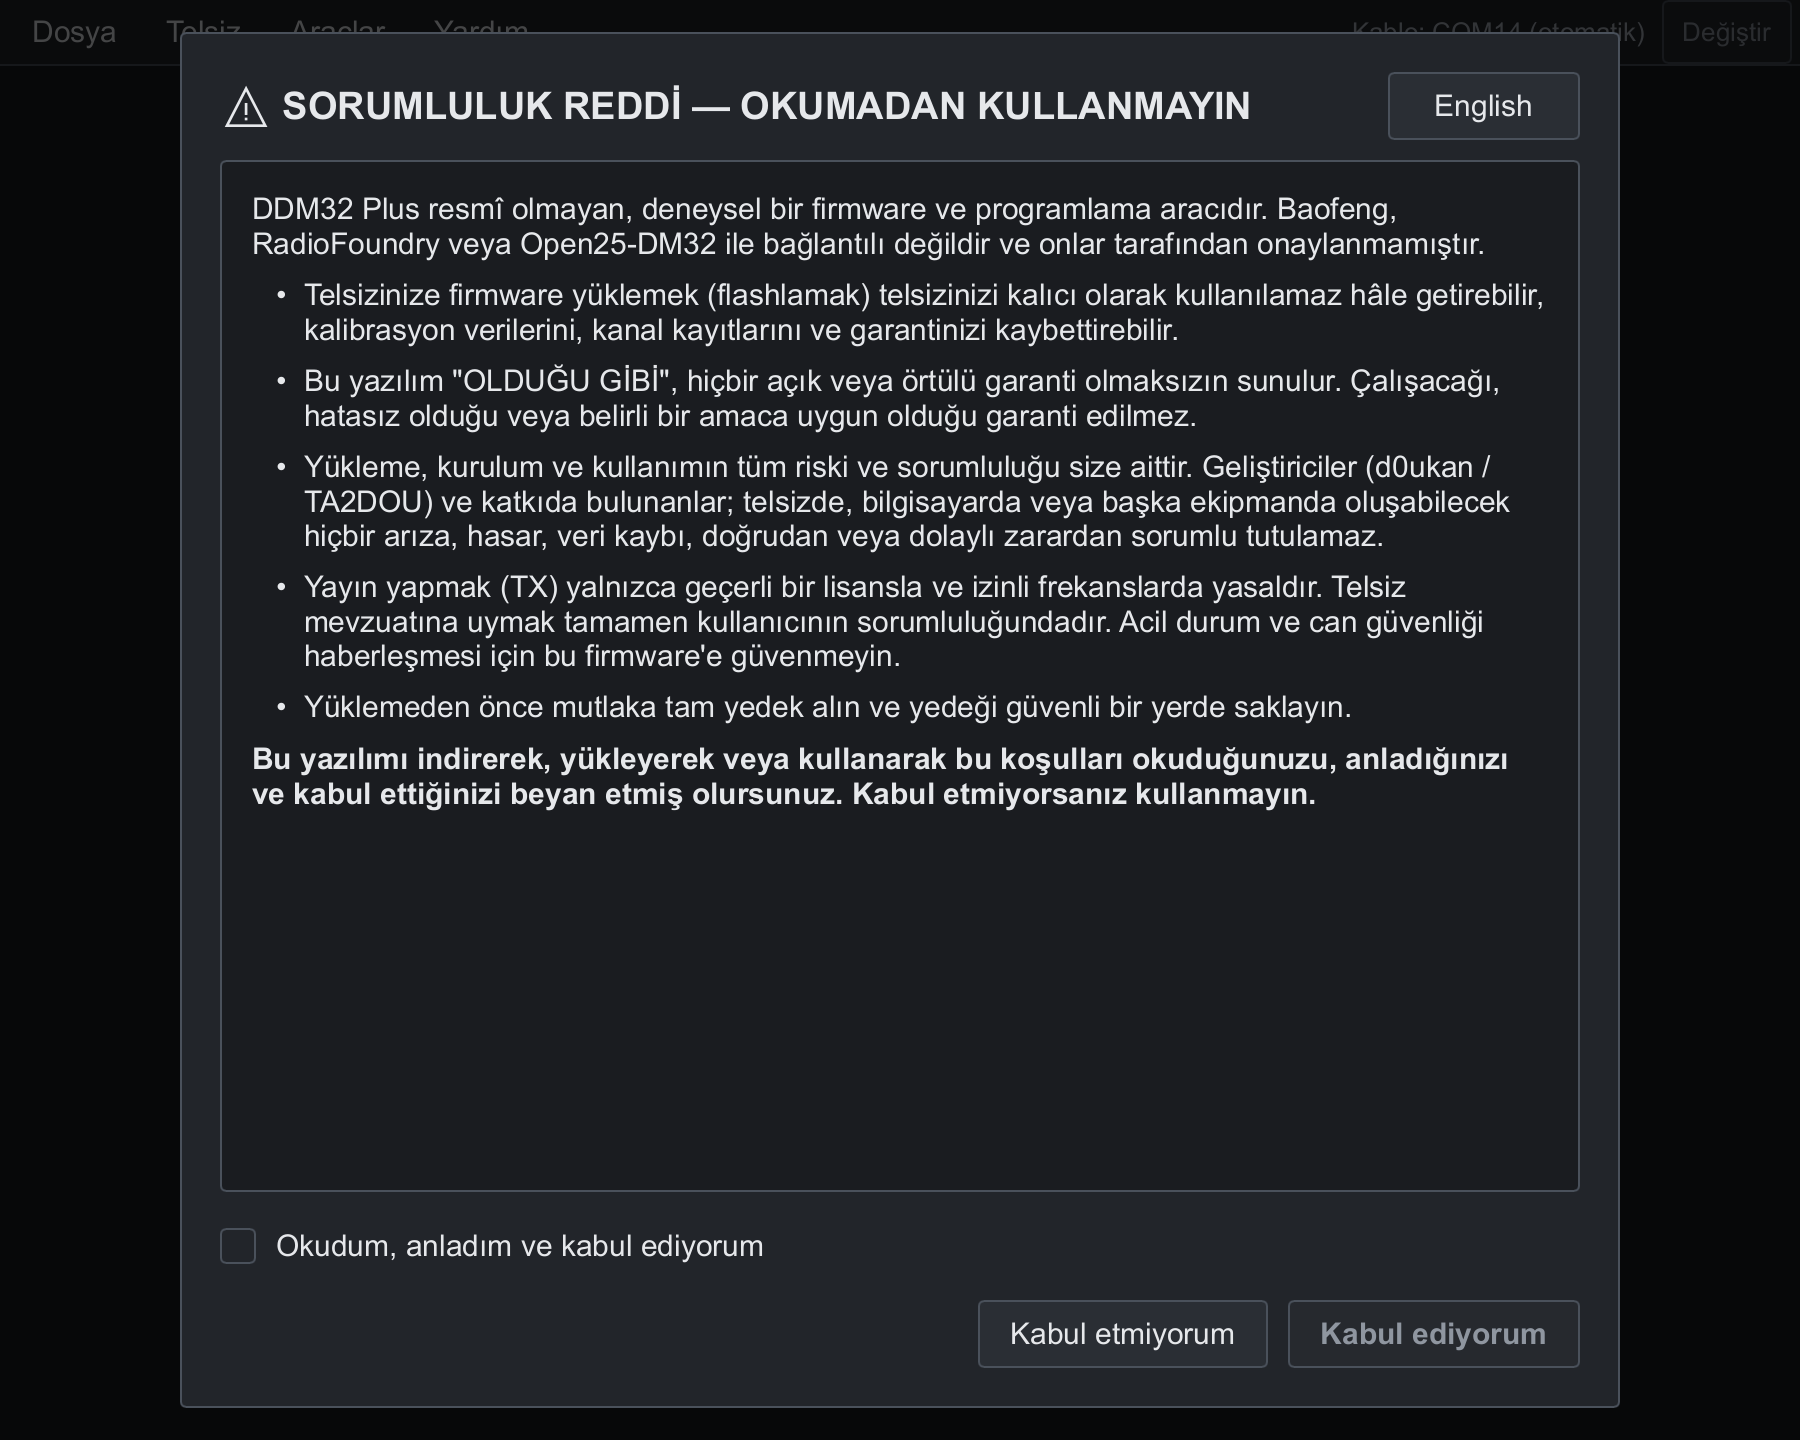 Dosya Telsiz Araçlar Yardım Kablo: COM14 (otomatik) Değiştir
SORUMLULUK REDDİ — OKUMADAN KULLANMAYIN
English
DDM32 Plus resmî olmayan, deneysel bir firmware ve programlama aracıdır. Baofeng,
RadioFoundry veya Open25-DM32 ile bağlantılı değildir ve onlar tarafından onaylanmamıştır.
• Telsizinize firmware yüklemek (flashlamak) telsizinizi kalıcı olarak kullanılamaz hâle getirebilir,
kalibrasyon verilerini, kanal kayıtlarını ve garantinizi kaybettirebilir.
• Bu yazılım "OLDUĞU GİBİ", hiçbir açık veya örtülü garanti olmaksızın sunulur. Çalışacağı,
hatasız olduğu veya belirli bir amaca uygun olduğu garanti edilmez.
• Yükleme, kurulum ve kullanımın tüm riski ve sorumluluğu size aittir. Geliştiriciler (d0ukan /
TA2DOU) ve katkıda bulunanlar; telsizde, bilgisayarda veya başka ekipmanda oluşabilecek
hiçbir arıza, hasar, veri kaybı, doğrudan veya dolaylı zarardan sorumlu tutulamaz.
• Yayın yapmak (TX) yalnızca geçerli bir lisansla ve izinli frekanslarda yasaldır. Telsiz
mevzuatına uymak tamamen kullanıcının sorumluluğundadır. Acil durum ve can güvenliği
haberleşmesi için bu firmware'e güvenmeyin.
• Yüklemeden önce mutlaka tam yedek alın ve yedeği güvenli bir yerde saklayın.
Bu yazılımı indirerek, yükleyerek veya kullanarak bu koşulları okuduğunuzu, anladığınızı
ve kabul ettiğinizi beyan etmiş olursunuz. Kabul etmiyorsanız kullanmayın.
Okudum, anladım ve kabul ediyorum
Kabul etmiyorum
Kabul ediyorum